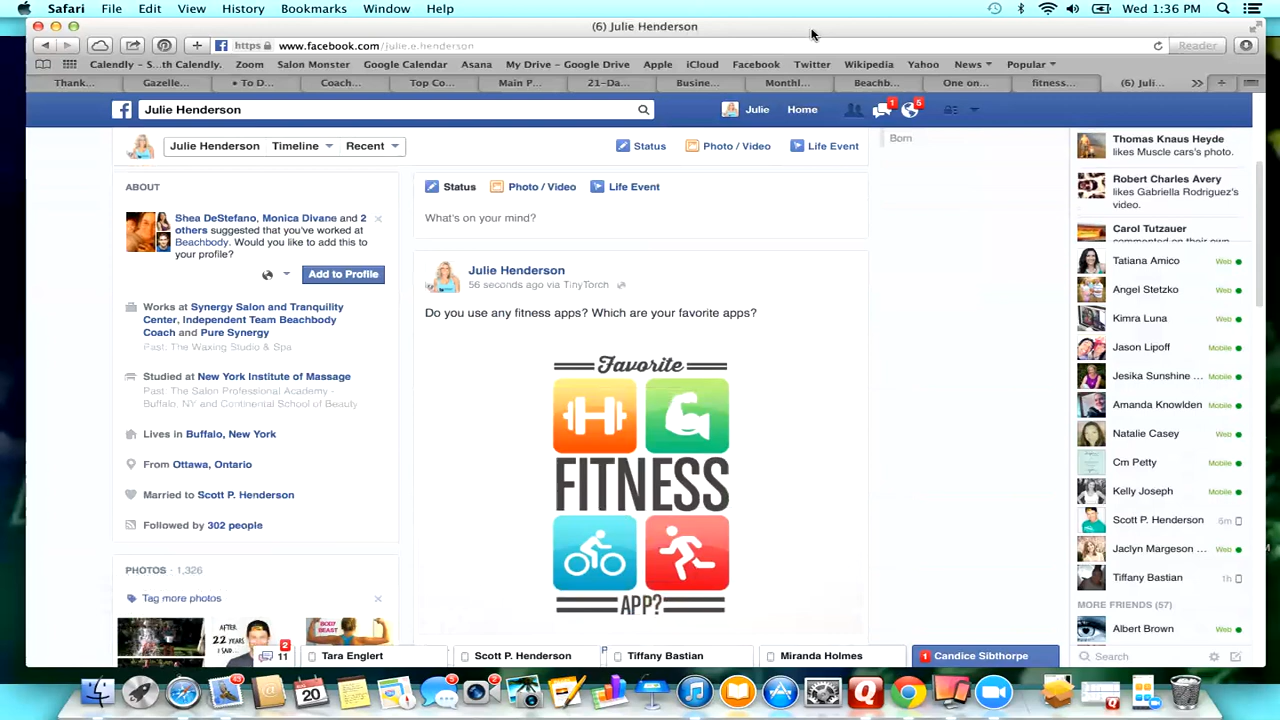 Safari File Edit View History Bookmarks Window Help Wed 1:36 PM
(6) Julie Henderson
https www.facebook.com/julie.e.henderson Reader
Calendly – S...th Calendly. Zoom Salon Monster Google Calendar Asana My Drive – Google Drive Apple iCloud Facebook Twitter Wikipedia Yahoo News Popular
Thank... Gazelle... • To D... Coach... Top Co... Main P... 21–Da... Busine... Monthl... Beachb... One on... fitness... (6) Juli...
Julie Henderson Julie Home 1 5
Julie Henderson Timeline Recent Status Photo / Video Life Event Born
ABOUT
Shea DeStefano, Monica Divane and 2
others suggested that you've worked at
Beachbody. Would you like to add this to
your profile?
Add to Profile
Works at Synergy Salon and Tranquility
Center, Independent Team Beachbody
Coach and Pure Synergy
Past: The Waxing Studio & Spa
Studied at New York Institute of Massage
Past: The Salon Professional Academy -
Buffalo, NY and Continental School of Beauty
Lives in Buffalo, New York
From Ottawa, Ontario
Married to Scott P. Henderson
Followed by 302 people
PHOTOS · 1,326
Tag more photos
AFTER
22 YEARS
BODY
BEAST
Status Photo / Video Life Event
What's on your mind?
Julie Henderson
56 seconds ago via TinyTorch
Do you use any fitness apps? Which are your favorite apps?
Favorite
FITNESS
APP?
Thomas Knaus Heyde
likes Muscle cars's photo.
Robert Charles Avery
likes Gabriella Rodriguez's
video.
Carol Tutzauer
commented on their own
Tatiana Amico Web
Angel Stetzko Web
Kimra Luna Web
Jason Lipoff Mobile
Jesika Sunshine ... Mobile
Amanda Knowlden Mobile
Natalie Casey Web
Cm Petty Mobile
Kelly Joseph Mobile
Scott P. Henderson 6m
Jaclyn Margeson ... Web
Tiffany Bastian 1h
MORE FRIENDS (57)
Albert Brown Web
Search
2
11 Tara Englert Scott P. Henderson Tiffany Bastian Miranda Holmes 1 Candice Sibthorpe
AUG
20